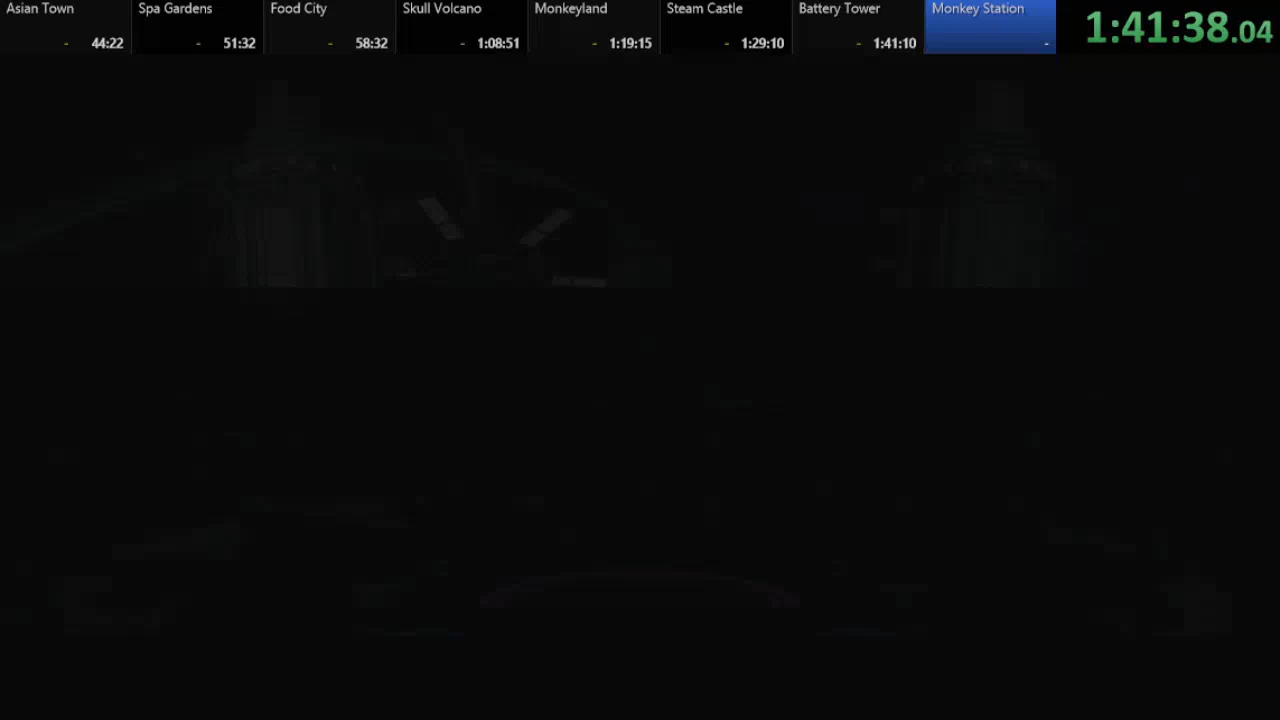 Asian Town Spa Gardens Food City Skull Volcano Monkeyland Steam Castle Battery Tower Monkey Station 1:41:38.04
- 44:22 - 51:32 - 58:32 - 1:08:51 - 1:19:15 - 1:29:10 - 1:41:10 -